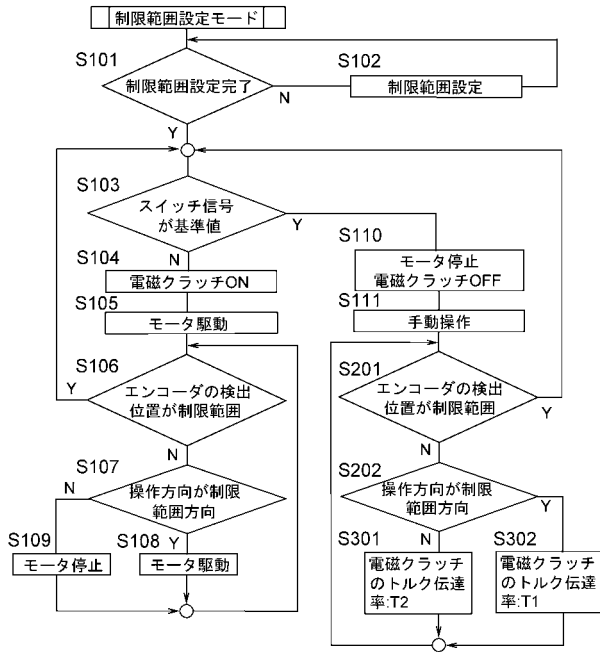 制限範囲設定モード
S101
制限範囲設定完了
N
Y
S102
制限範囲設定
S103
スイッチ信号
が基準値
N
Y
S104
電磁クラッチON
S105
モータ駆動
S106
エンコーダの検出
位置が制限範囲
Y
N
S107
操作方向が制限
範囲方向
N
Y
S109
モータ停止
S108
モータ駆動
S110
モータ停止
電磁クラッチOFF
S111
手動操作
S201
エンコーダの検出
位置が制限範囲
Y
N
S202
操作方向が制限
範囲方向
Y
N
S301
電磁クラッチ
のトルク伝達
率:T2
S302
電磁クラッチ
のトルク伝達
率:T1